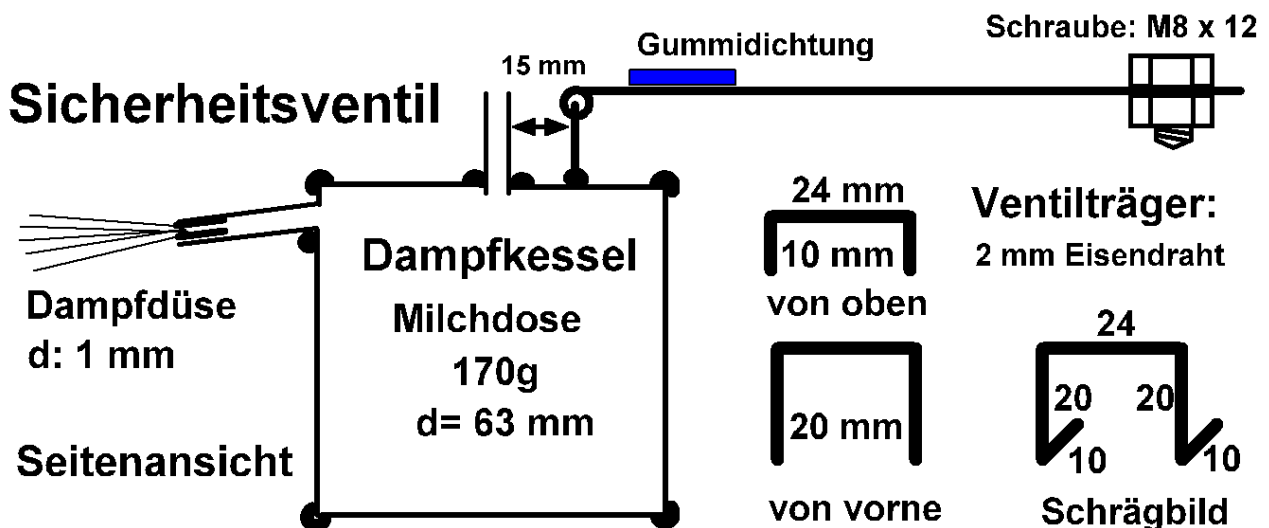 Schraube: M8 x 12
Gummidichtung
15 mm
Sicherheitsventil
24 mm
Ventilträger:
10 mm
2 mm Eisendraht
von oben
Dampfkessel
Milchdose
170g
d= 63 mm
Dampfdüse
d: 1 mm
24
20 20
20 mm
10 10
Seitenansicht
von vorne
Schrägbild